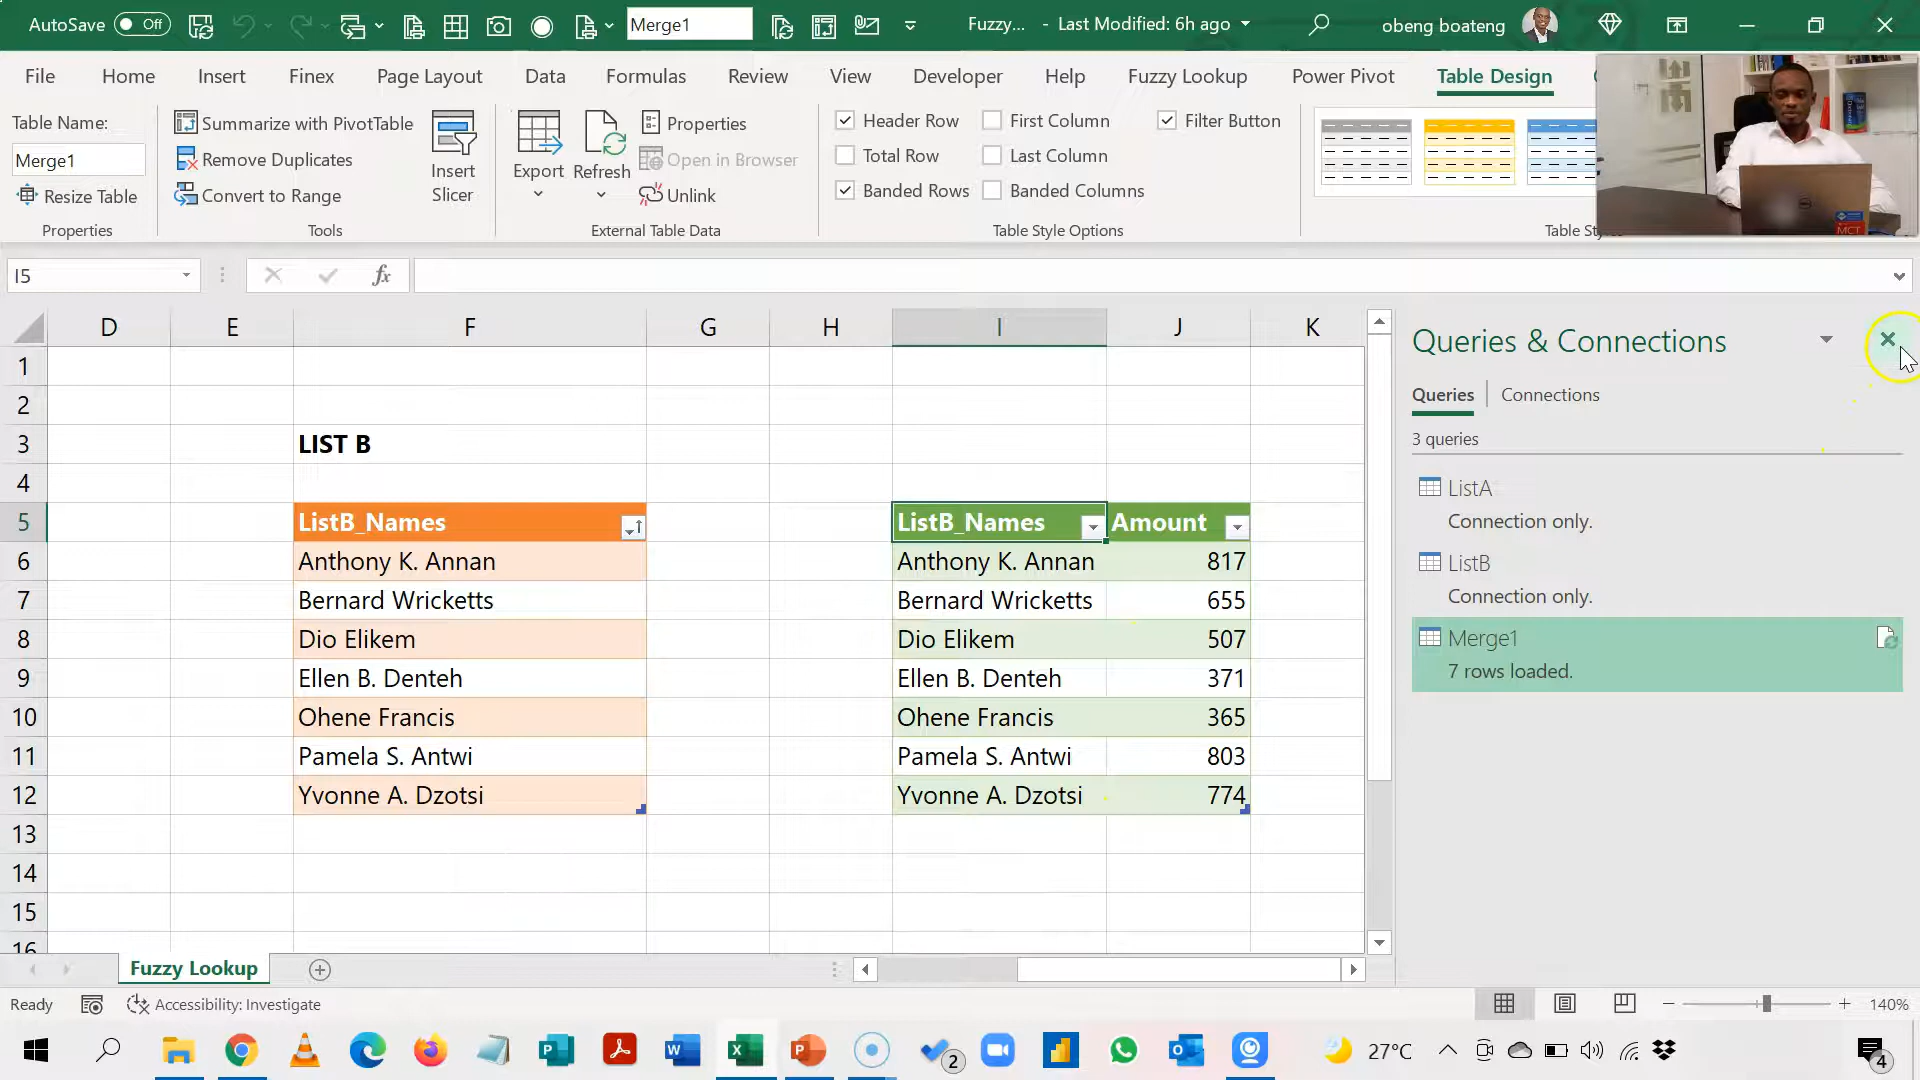 AutoSave Off Merge1 Fuzzy... - Last Modified: 6h ago obeng boateng
File Home Insert Finex Page Layout Data Formulas Review View Developer Help Fuzzy Lookup Power Pivot Table Design
Table Name:
Merge1
Resize Table
Properties
Summarize with PivotTable
Remove Duplicates
Convert to Range
Tools
Insert
Slicer
Export
Refresh
Properties
Open in Browser
Unlink
External Table Data
Header Row First Column Filter Button
Total Row Last Column
Banded Rows Banded Columns
Table Style Options
MCT
I5 fx
D E F G H I J K
1
2
3 LIST B
4
5 ListB_Names ListB_Names Amount
6 Anthony K. Annan Anthony K. Annan 817
7 Bernard Wricketts Bernard Wricketts 655
8 Dio Elikem Dio Elikem 507
9 Ellen B. Denteh Ellen B. Denteh 371
10 Ohene Francis Ohene Francis 365
11 Pamela S. Antwi Pamela S. Antwi 803
12 Yvonne A. Dzotsi Yvonne A. Dzotsi 774
13
14
15
16
Queries & Connections
Queries Connections
3 queries
ListA
Connection only.
ListB
Connection only.
Merge1
7 rows loaded.
Fuzzy Lookup
Ready Accessibility: Investigate 140%
2 27°C 4